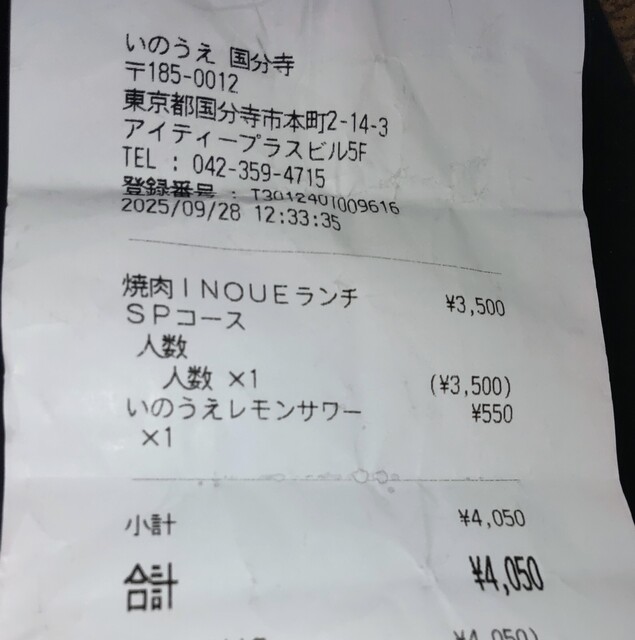 いのうえ 国分寺
〒185-0012
東京都国分寺市本町2-14-3
アイティープラスビル5F
TEL : 042-359-4715
登録番号 : T3012401009616
2025/09/28 12:33:35
焼肉INOUEランチ ¥3,500
SPコース
人数
人数 ×1 (¥3,500)
いのうえレモンサワー ¥550
×1
小計 ¥4,050
合計 ¥4,050
¥4,050)